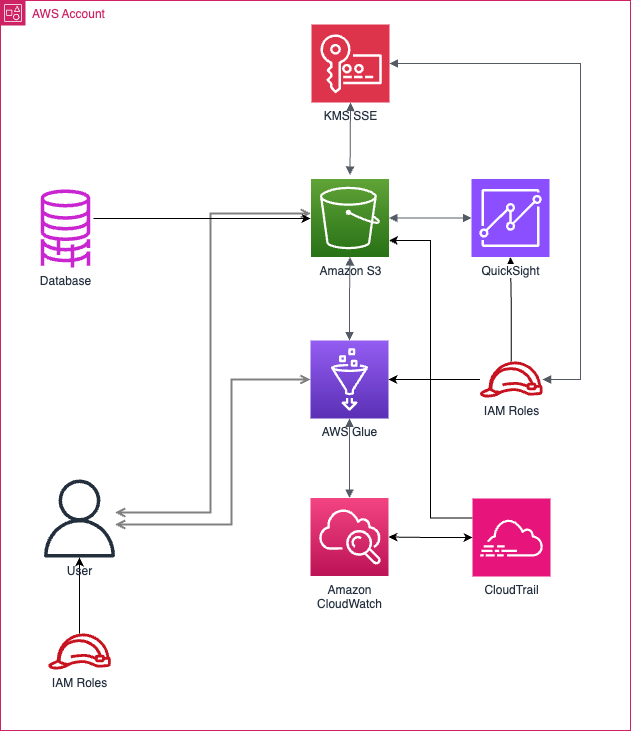 AWS Account
KMS SSE
Database
Amazon S3
QuickSight
AWS Glue
IAM Roles
User
Amazon
CloudWatch
CloudTrail
IAM Roles